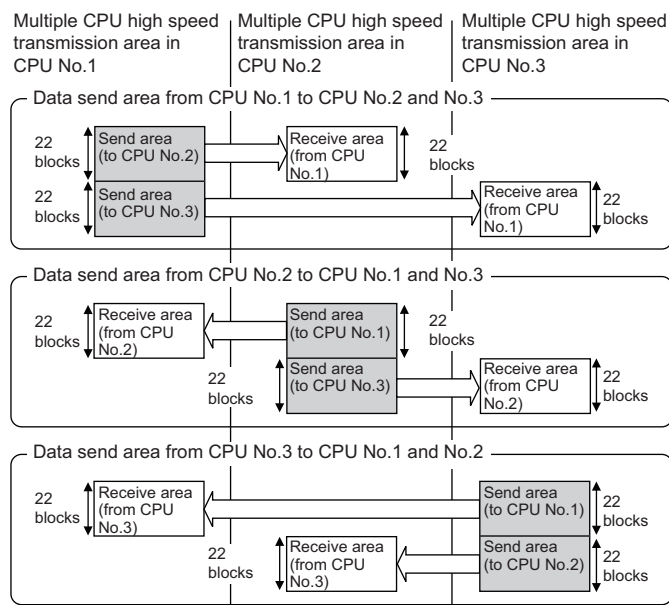 Multiple CPU high speed
transmission area in
CPU No.1
Multiple CPU high speed
transmission area in
CPU No.2
Multiple CPU high speed
transmission area in
CPU No.3
Data send area from CPU No.1 to CPU No.2 and No.3
22
blocks
Send area
(to CPU No.2)
Receive area
(from CPU
No.1)
22
blocks
22
blocks
Send area
(to CPU No.3)
Receive area
(from CPU
No.1)
22
blocks
Data send area from CPU No.2 to CPU No.1 and No.3
22
blocks
Receive area
(from CPU
No.2)
Send area
(to CPU No.1)
22
blocks
22
blocks
Send area
(to CPU No.3)
Receive area
(from CPU
No.2)
22
blocks
Data send area from CPU No.3 to CPU No.1 and No.2
22
blocks
Receive area
(from CPU
No.3)
Send area
(to CPU No.1)
22
blocks
22
blocks
Receive area
(from CPU
No.3)
Send area
(to CPU No.2)
22
blocks